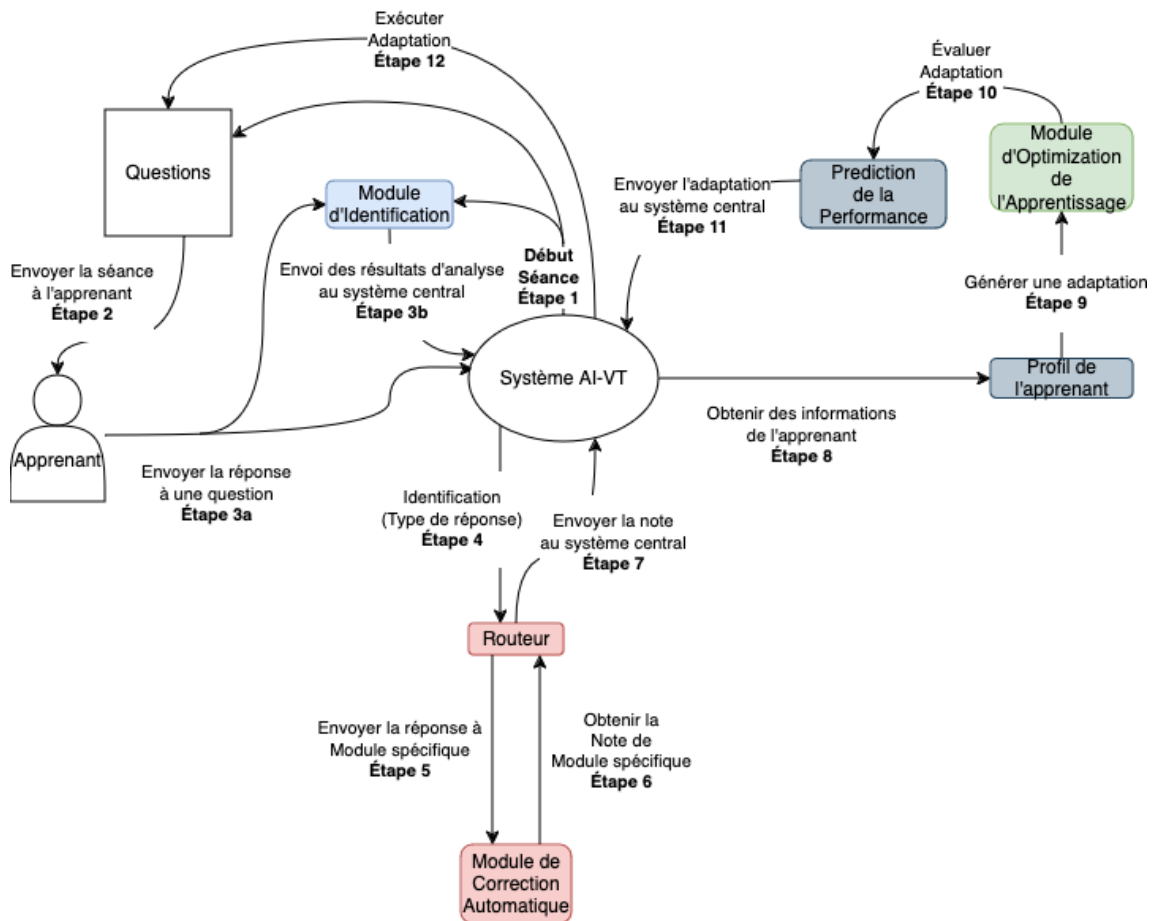 Exécuter
Adaptation
Étape 12
Évaluer
Adaptation
Étape 10
Questions
Module
d'Identification
Module
d'Optimization
de
l'Apprentissage
Prediction
de la
Performance
Envoyer l'adaptation
au système central
Étape 11
Début
Séance
Étape 1
Envoyer la séance
à l'apprenant
Étape 2
Envoi des résultats d'analyse
au système central
Étape 3b
Générer une adaptation
Étape 9
Système AI-VT
Profil de
l'apprenant
Apprenant
Obtenir des informations
de l'apprenant
Étape 8
Envoyer la réponse
à une question
Étape 3a
Identification
(Type de réponse)
Étape 4
Envoyer la note
au système central
Étape 7
Routeur
Envoyer la réponse à
Module spécifique
Étape 5
Obtenir la
Note de
Module spécifique
Étape 6
Module de
Correction
Automatique